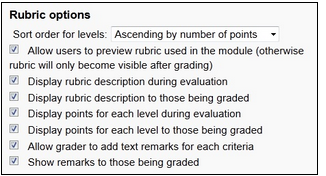 Rubric options
Sort order for levels: Ascending by number of points
Allow users to preview rubric used in the module (otherwise
rubric will only become visible after grading)
Display rubric description during evaluation
Display rubric description to those being graded
Display points for each level during evaluation
Display points for each level to those being graded
Allow grader to add text remarks for each criteria
Show remarks to those being graded